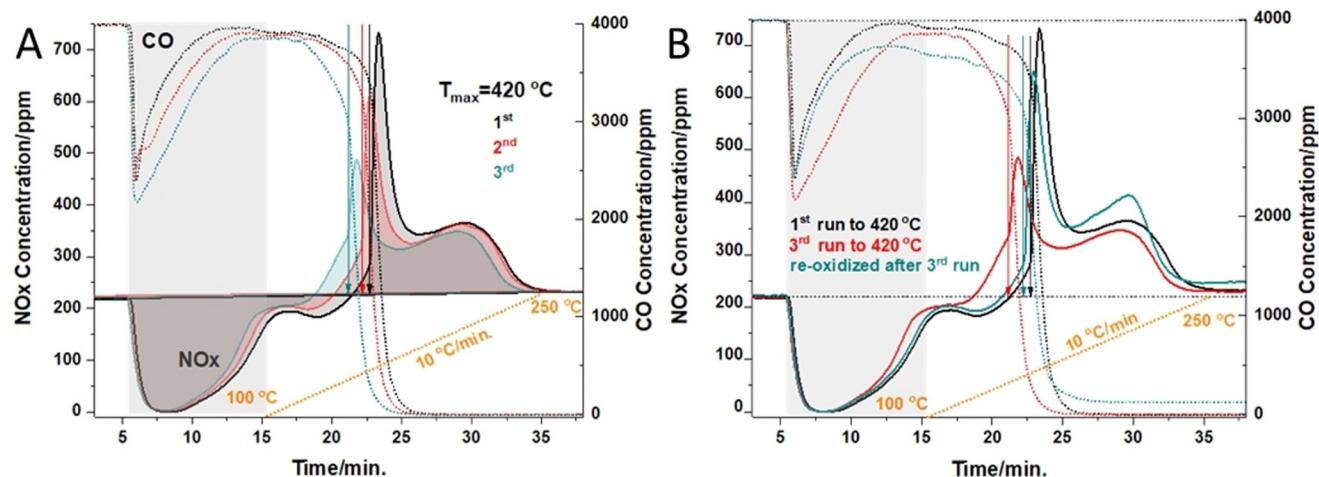 A
CO
Tmax=420 °C
1st
2nd
3rd
NOx
100 °C
10 °C/min.
250 °C
NOx Concentration/ppm
700
600
500
400
300
200
100
0
CO Concentration/ppm
4000
3000
2000
1000
0
5
10
15
20
25
30
35
Time/min.
B
1st run to 420 °C
3rd run to 420 °C
re-oxidized after 3rd run
100 °C
10 °C/min
250 °C
NOx Concentration/ppm
700
600
500
400
300
200
100
0
CO Concentration/ppm
4000
3000
2000
1000
0
5
10
15
20
25
30
35
Time/min.